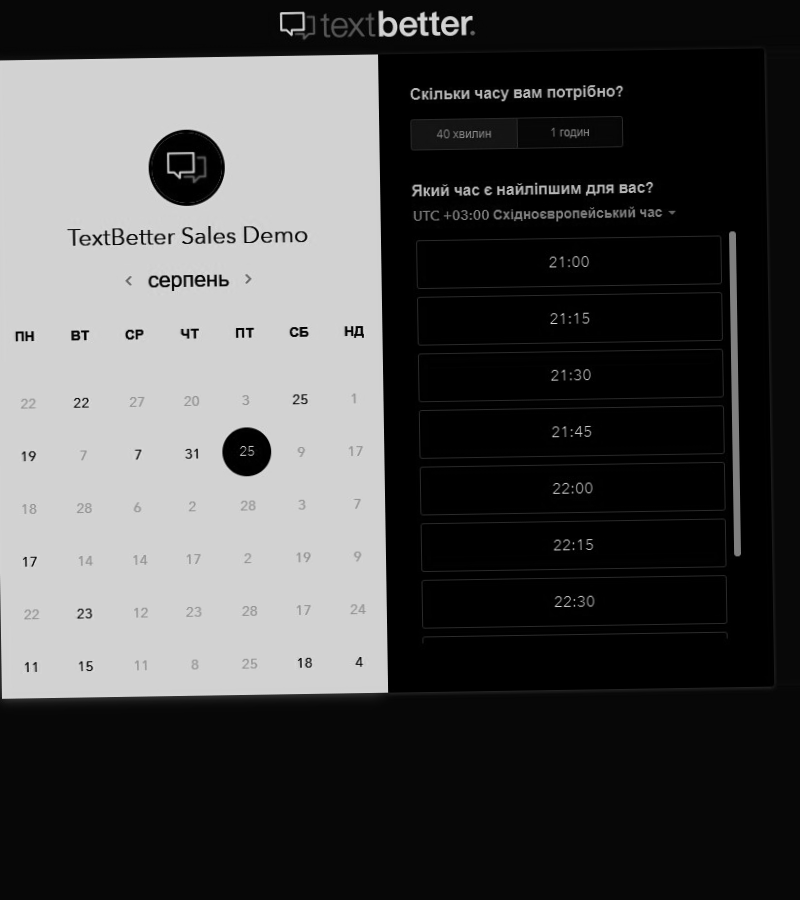 textbetter.
TextBetter Sales Demo
серпень
ПН ВТ СР ЧТ ПТ СБ НД
22 22 27 20 3 25 1
19 7 7 31 25 9 17
18 28 6 2 28 3 7
17 14 14 17 2 19 9
22 23 12 23 28 17 24
11 15 11 8 25 18 4
Скільки часу вам потрібно?
40 хвилин 1 годин
Який час є найліпшим для вас?
UTC +03:00 Східноєвропейський час
21:00
21:15
21:30
21:45
22:00
22:15
22:30